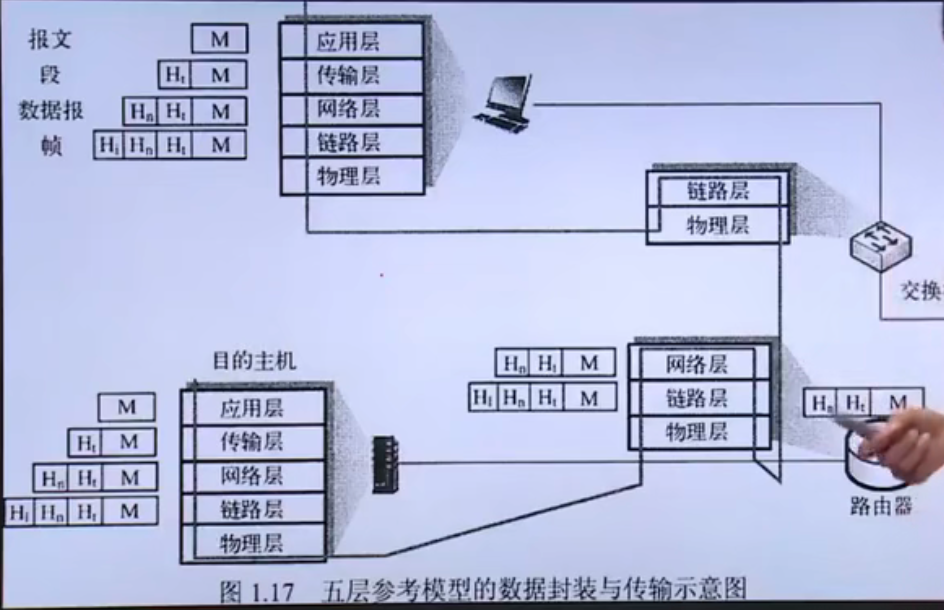 报文 M 应用层
段 Ht M 传输层
数据报 Hn Ht M 网络层
帧 Hl Hn Ht M 链路层
物理层
链路层
物理层
交换
目的主机
Hn Ht M 网络层
Hl Hn Ht M 链路层
物理层
Hn Ht M
路由器
M 应用层
Ht M 传输层
Hn Ht M 网络层
Hl Hn Ht M 链路层
物理层
图 1.17 五层参考模型的数据封装与传输示意图